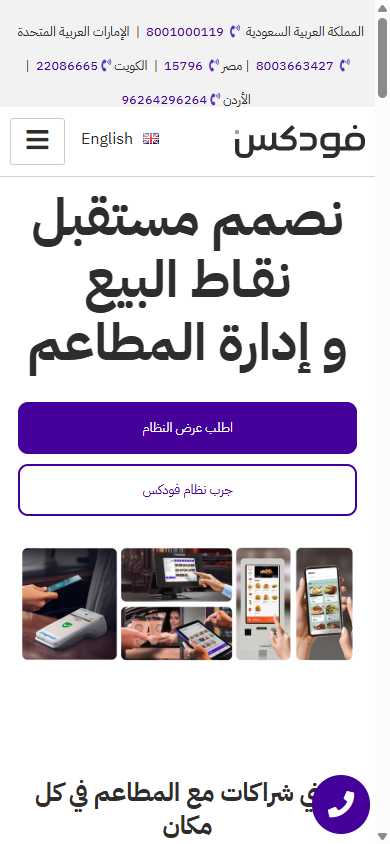 المملكة العربية السعودية 8001000119 | الإمارات العربية المتحدة
8003663427 | مصر 15796 | الكويت 22086665 |
الأردن 96264296264
فودكس
English
نصمم مستقبل
نقاط البيع
و إدارة المطاعم
اطلب عرض النظام
جرب نظام فودكس
شراكات مع المطاعم في كل
مكان